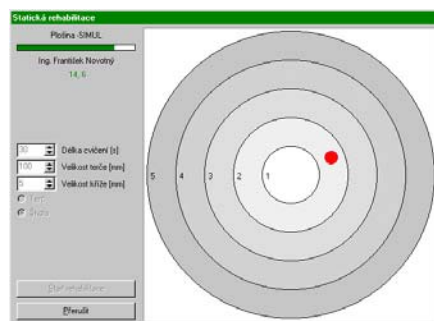 Statická rehabilitace
Plošina -SIMUL
Ing. František Novotný
14, 6
30 Délka cvičení [s]
100 Velikost terče [mm]
5 Velikost kříže [mm]
Terč
5 4 3 2 1
Start rehabilitace
Přerušit